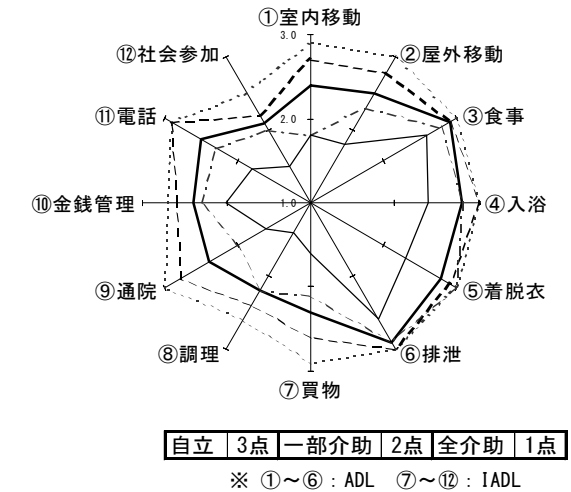 ①室内移動
3.0
⑫社会参加
②屋外移動
⑪電話
2.0
③食事
⑩金銭管理
1.0
④入浴
⑨通院
⑤着脱衣
⑧調理
⑥排泄
⑦買物
自立 3点 一部介助 2点 全介助 1点
※ ①～⑥：ADL ⑦～⑫：IADL